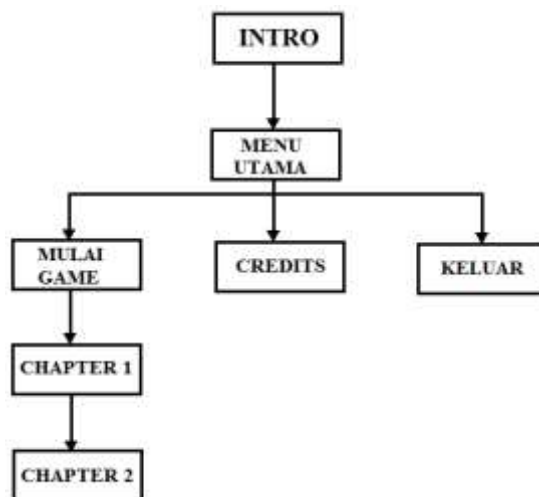 INTRO
MENU
UTAMA
MULAI
GAME
CREDITS
KELUAR
CHAPTER 1
CHAPTER 2